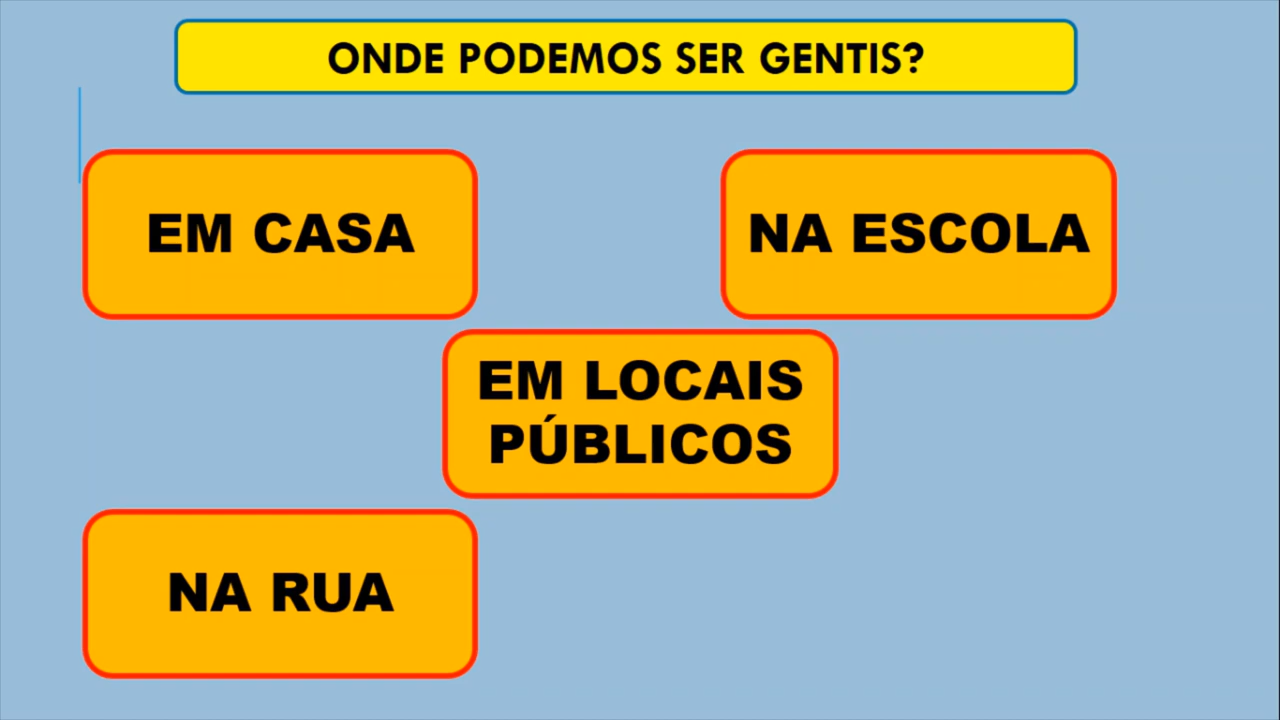 ONDE PODEMOS SER GENTIS?
EM CASA
NA ESCOLA
EM LOCAIS
PÚBLICOS
NA RUA